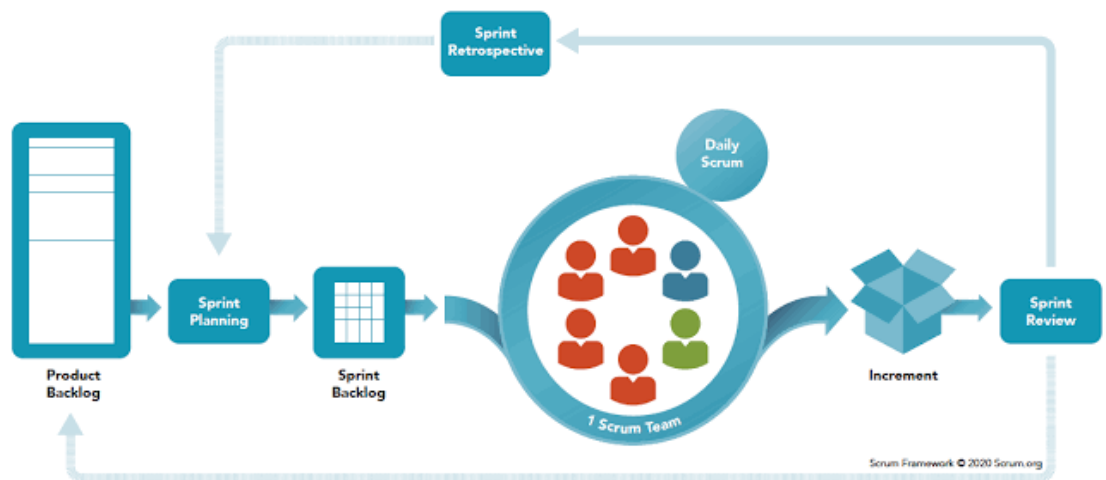 Sprint
Retrospective
Daily
Scrum
Sprint
Planning
Sprint
Review
Product
Backlog
Sprint
Backlog
Increment
1 Scrum Team
Scrum Framework © 2020 Scrum.org